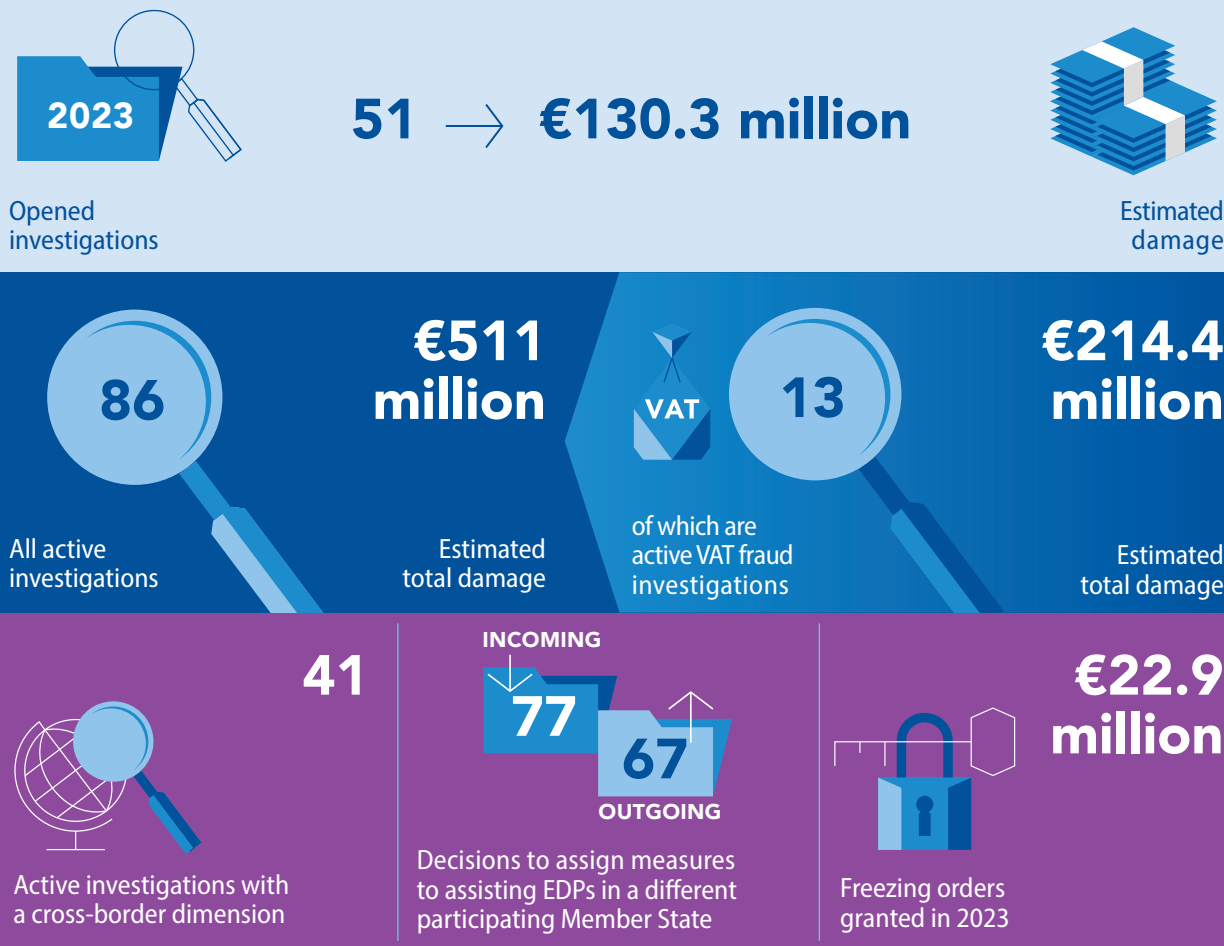 2023
51 → €130.3 million
Opened
investigations
Estimated
damage
86
€511
million
All active
investigations
Estimated
total damage
VAT
13
€214.4
million
of which are
active VAT fraud
investigations
Estimated
total damage
41
Active investigations with
a cross-border dimension
INCOMING
77
67
OUTGOING
Decisions to assign measures
to assisting EDPs in a different
participating Member State
€22.9
million
Freezing orders
granted in 2023